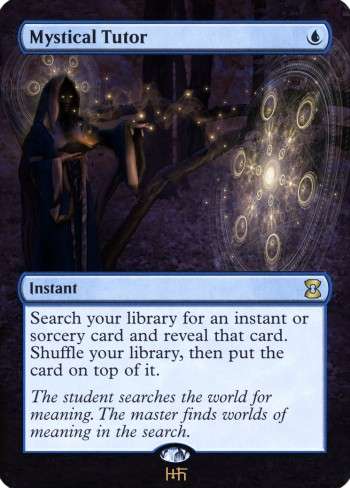 Mystical Tutor
Instant
Search your library for an instant or
sorcery card and reveal that card.
Shuffle your library, then put the
card on top of it.
The student searches the world for
meaning. The master finds worlds of
meaning in the search.